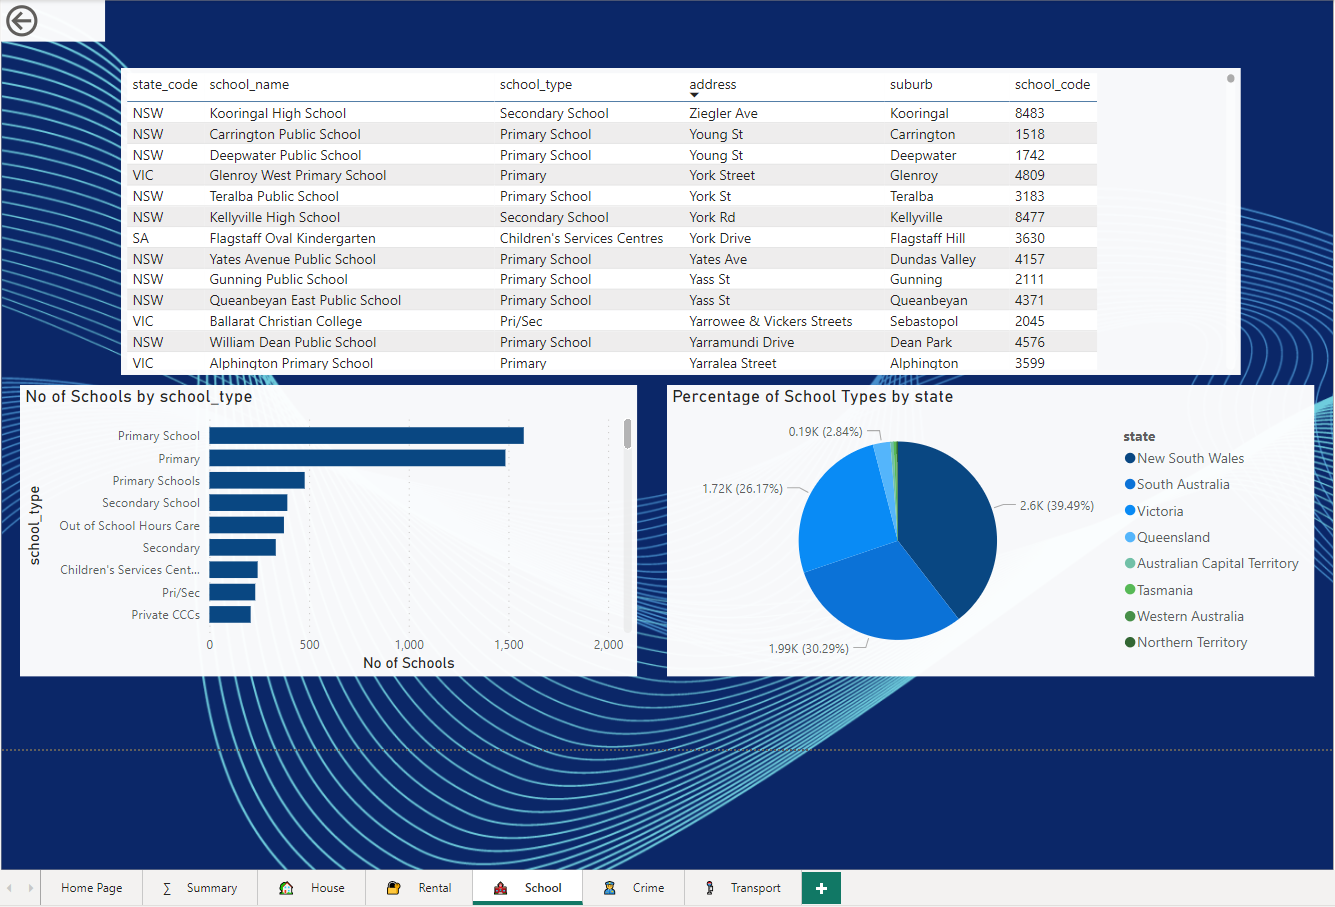 state_code school_name school_type address suburb school_code
NSW Kooringal High School Secondary School Ziegler Ave Kooringal 8483
NSW Carrington Public School Primary School Young St Carrington 1518
NSW Deepwater Public School Primary School Young St Deepwater 1742
VIC Glenroy West Primary School Primary York Street Glenroy 4809
NSW Teralba Public School Primary School York St Teralba 3183
NSW Kellyville High School Secondary School York Rd Kellyville 8477
SA Flagstaff Oval Kindergarten Children's Services Centres York Drive Flagstaff Hill 3630
NSW Yates Avenue Public School Primary School Yates Ave Dundas Valley 4157
NSW Gunning Public School Primary School Yass St Gunning 2111
NSW Queanbeyan East Public School Primary School Yass St Queanbeyan 4371
VIC Ballarat Christian College Pri/Sec Yarrowee & Vickers Streets Sebastopol 2045
NSW William Dean Public School Primary School Yarramundi Drive Dean Park 4576
VIC Alphington Primary School Primary Yarralea Street Alphington 3599
No of Schools by school_type
school_type
Primary School
Primary
Primary Schools
Secondary School
Out of School Hours Care
Secondary
Children's Services Cent...
Pri/Sec
Private CCCs
0 500 1,000 1,500 2,000
No of Schools
Percentage of School Types by state
0.19K (2.84%)
1.72K (26.17%)
2.6K (39.49%)
1.99K (30.29%)
state
New South Wales
South Australia
Victoria
Queensland
Australian Capital Territory
Tasmania
Western Australia
Northern Territory
Home Page Summary House Rental School Crime Transport